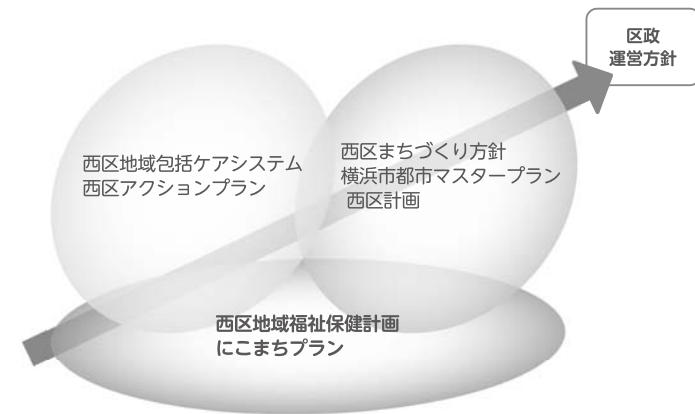 区政
運営方針
西区地域包括ケアシステム
西区アクションプラン
西区まちづくり方針
横浜市都市マスタープラン
西区計画
西区地域福祉保健計画
にこまちプラン